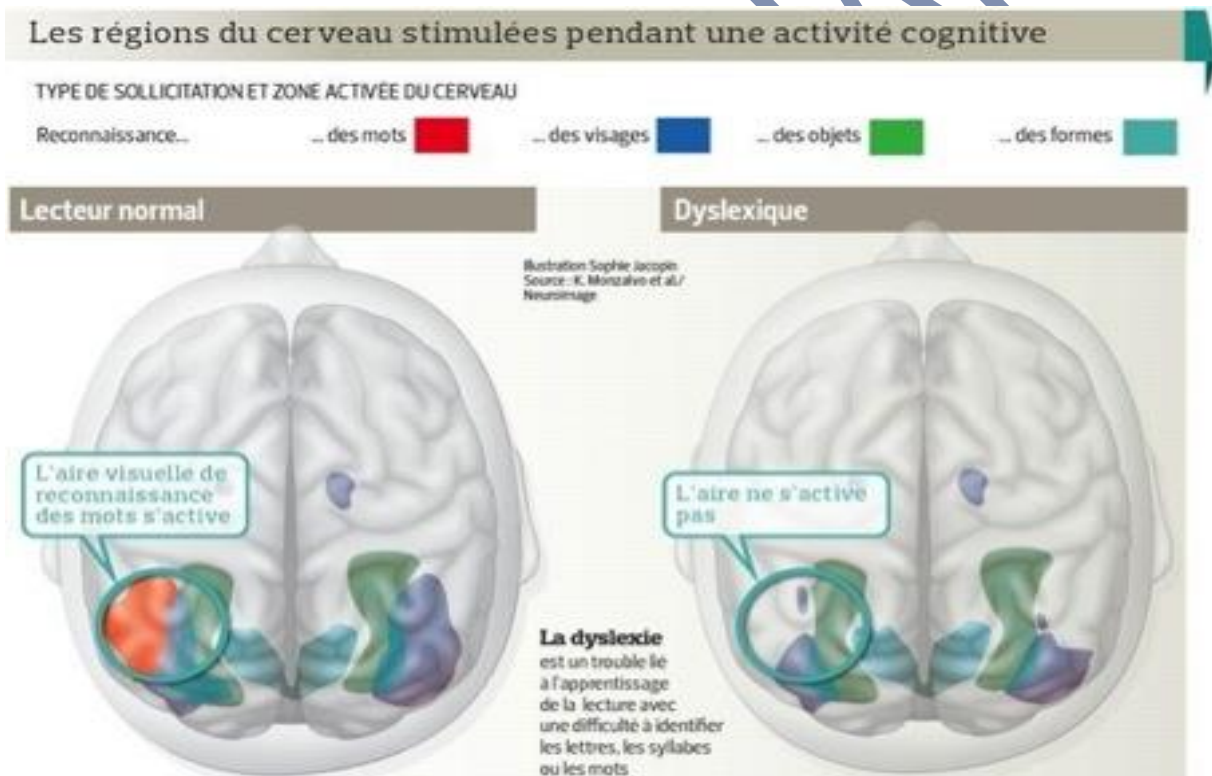 Les régions du cerveau stimulées pendant une activité cognitive
TYPE DE SOLLICITATION ET ZONE ACTIVÉE DU CERVEAU
Reconnaissance... ... des mots ... des visages ... des objets ... des formes
Lecteur normal
Dyslexique
Illustration Sophie Jacopin
Source : K. Monzalvo et al./
Neuroimage
L'aire visuelle de
reconnaissance
des mots s'active
L'aire ne s'active
pas
La dyslexie
est un trouble lié
à l'apprentissage
de la lecture avec
une difficulté à identifier
les lettres, les syllabes
ou les mots